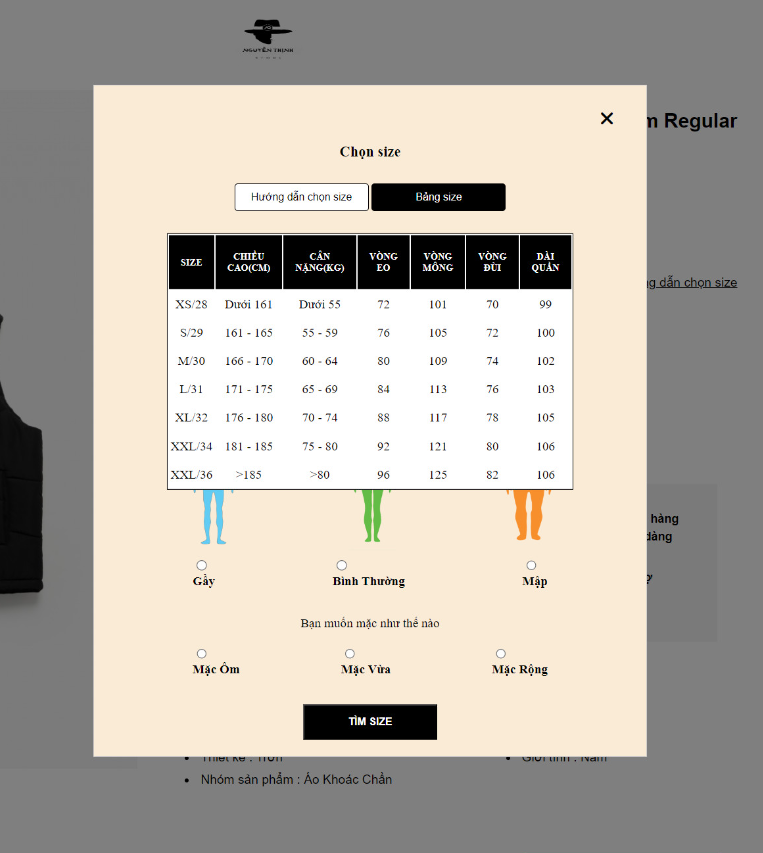 NGUYÊN THỊNH
m Regular
Chọn size
Hướng dẫn chọn size Bảng size
SIZE CHIỀU CAO(CM) CÂN NẶNG(KG) VÒNG EO VÒNG MÔNG VÒNG ĐÙI DÀI QUẦN
ng dẫn chọn size
XS/28 Dưới 161 Dưới 55 72 101 70 99
S/29 161 - 165 55 - 59 76 105 72 100
M/30 166 - 170 60 - 64 80 109 74 102
L/31 171 - 175 65 - 69 84 113 76 103
XL/32 176 - 180 70 - 74 88 117 78 105
XXL/34 181 - 185 75 - 80 92 121 80 106
XXL/36 >185 >80 96 125 82 106
hàng
dàng
Gầy Bình Thường Mập
Bạn muốn mặc như thế nào
Mặc Ôm Mặc Vừa Mặc Rộng
TÌM SIZE
Thiết kế : Trơn Giới tính : Nam
Nhóm sản phẩm : Áo Khoác Chần